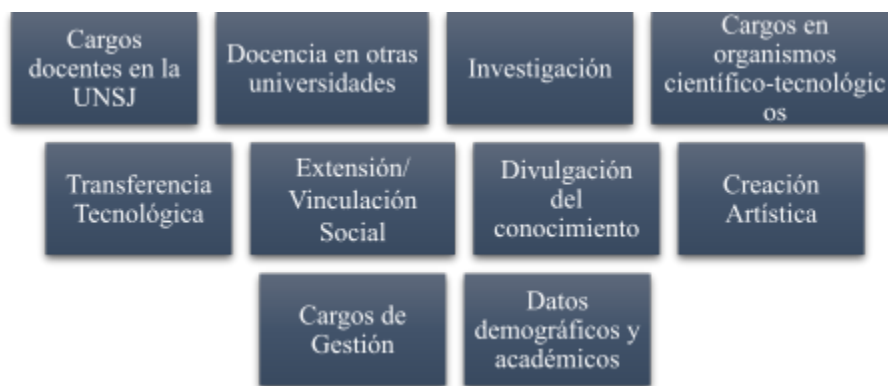 Cargos
docentes en la
UNSJ
Docencia en otras
universidades
Investigación
Cargos en
organismos
científico-tecnológic
os
Transferencia
Tecnológica
Extensión/
Vinculación
Social
Divulgación
del
conocimiento
Creación
Artística
Cargos de
Gestión
Datos
demográficos y
académicos